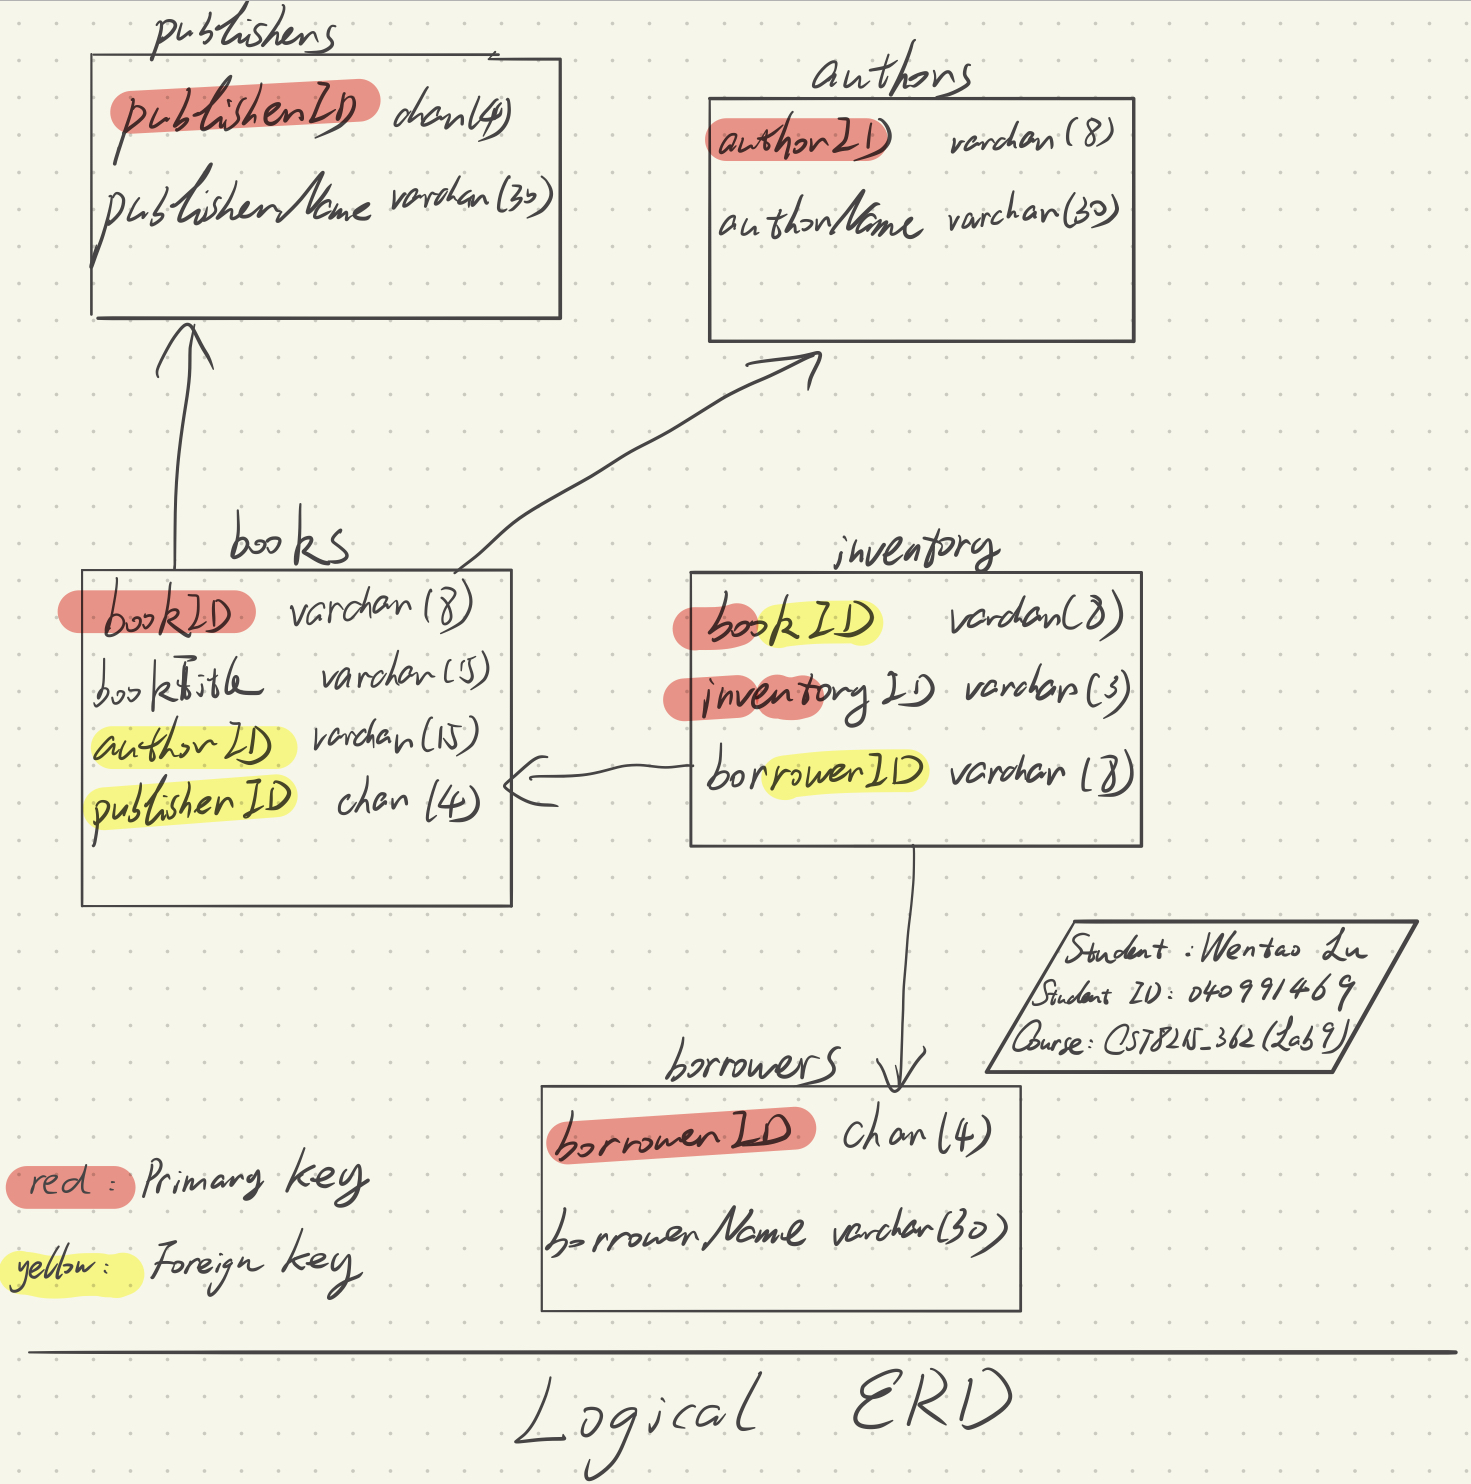 publishers
publisherID char(4)
publisherName varchar(30)
authors
authorID varchar(8)
authorName varchar(30)
books
bookID varchar(8)
bookTitle varchar(15)
authorID varchar(15)
publisherID char(4)
inventory
bookID varchar(8)
inventoryID varchar(3)
borrowerID varchar(8)
Student: Wentao Lu
Student ID: 040991469
Course: CST8215_362 (Lab9)
borrowers
borrowerID char(4)
borrowerName varchar(30)
red: Primary key
yellow: Foreign key
Logical ERD